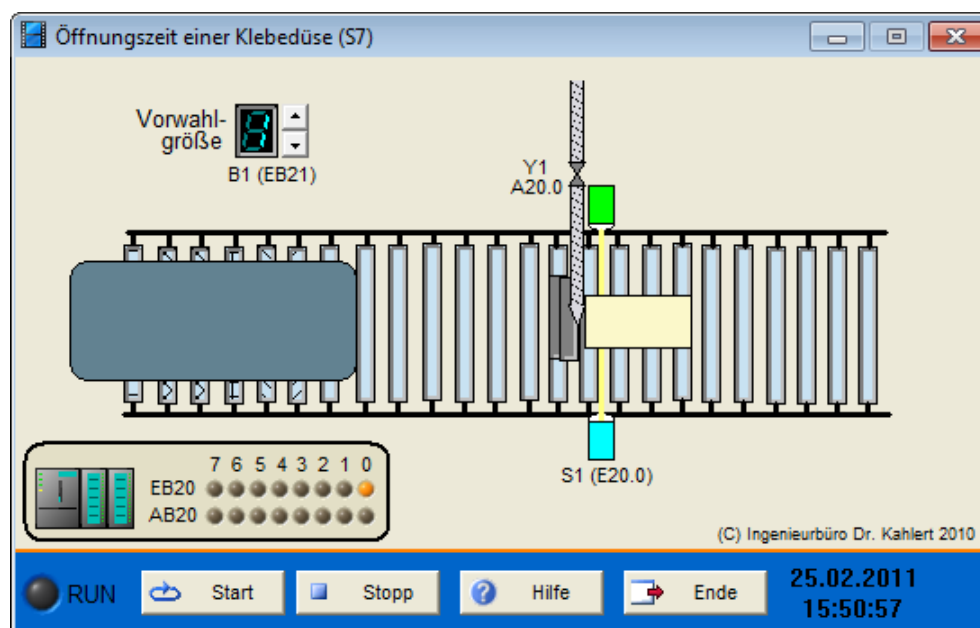 Öffnungszeit einer Klebedüse (S7)
Vorwahl-
größe
B1 (EB21)
Y1
A20.0
S1 (E20.0)
7 6 5 4 3 2 1 0
EB20
AB20
(C) Ingenieurbüro Dr. Kahlert 2010
RUN
Start
Stopp
Hilfe
Ende
25.02.2011
15:50:57